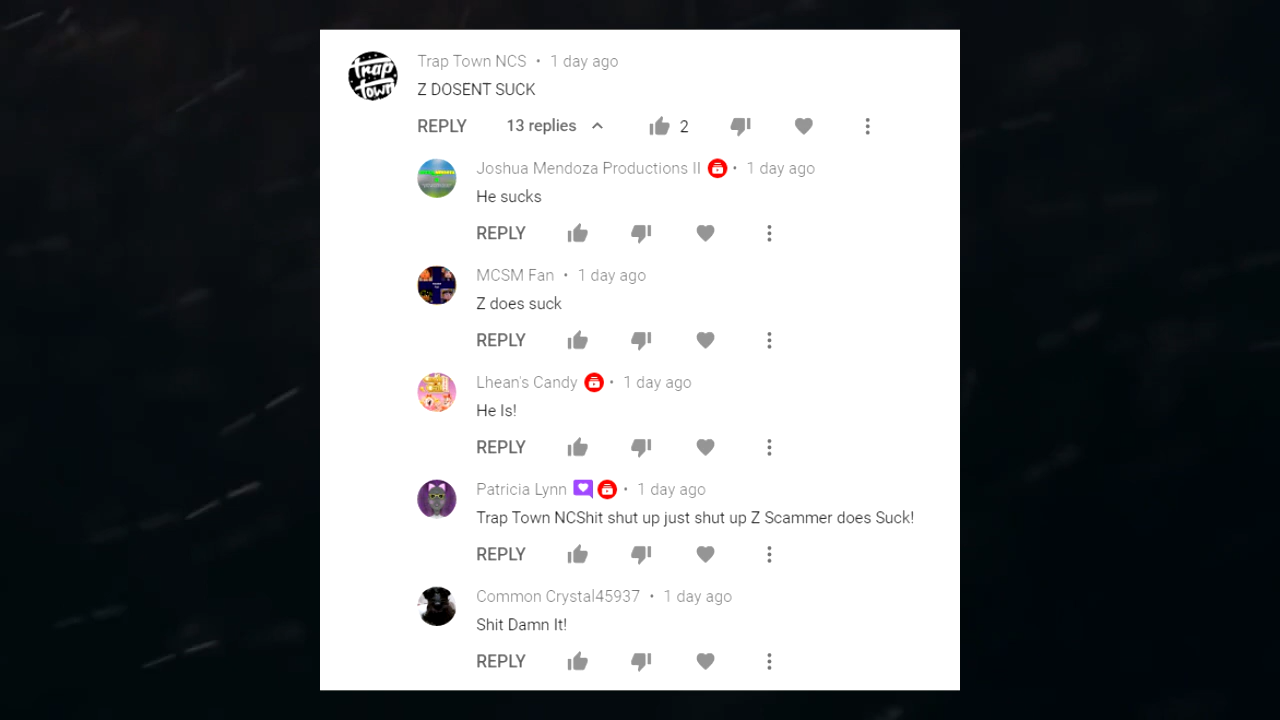 Trap Town
Trap Town NCS • 1 day ago
Z DOSENT SUCK
REPLY 13 replies 2
Joshua Mendoza Productions II • 1 day ago
He sucks
REPLY
MCSM Fan • 1 day ago
Z does suck
REPLY
Lhean's Candy • 1 day ago
He Is!
REPLY
Patricia Lynn • 1 day ago
Trap Town NCShit shut up just shut up Z Scammer does Suck!
REPLY
Common Crystal45937 • 1 day ago
Shit Damn It!
REPLY